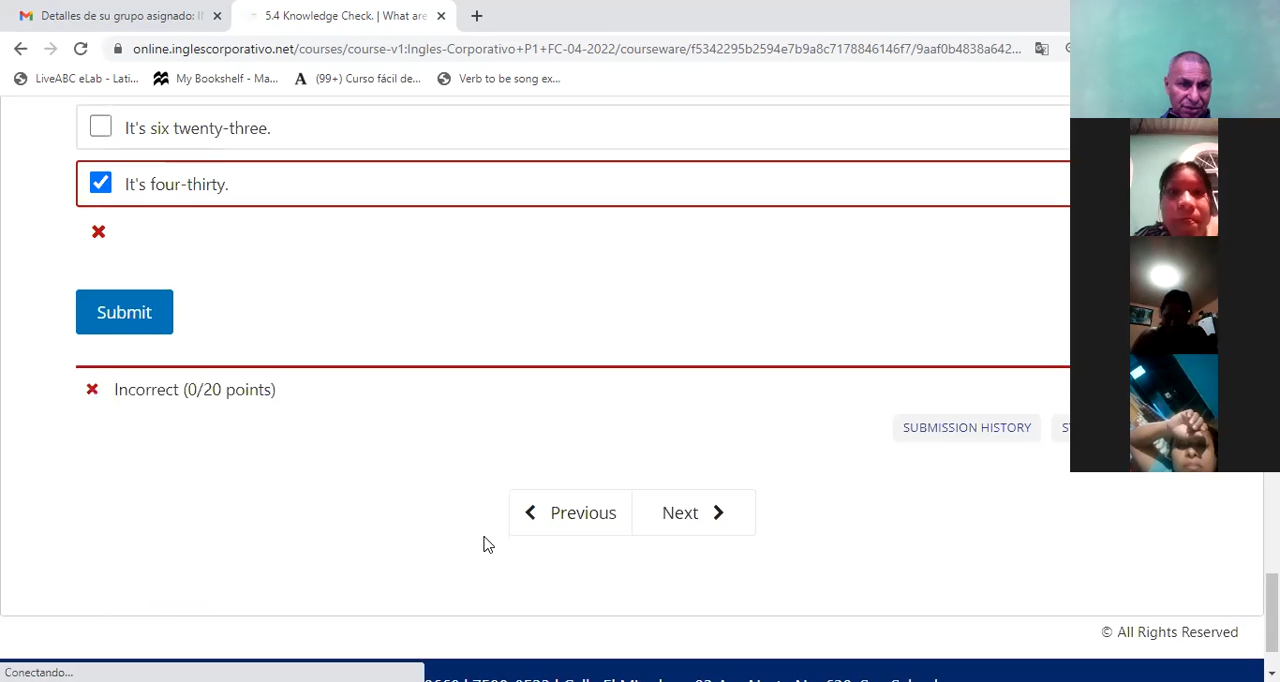 Detalles de su grupo asignado: I
5.4 Knowledge Check. | What are
online.inglescorporativo.net/courses/course-v1:Ingles-Corporativo+P1+FC-04-2022/courseware/f5342295b2594e7b9a8c7178846146f7/9aaf0b4838a642...
LiveABC eLab - Lati... My Bookshelf - Ma... (99+) Curso fácil de... Verb to be song ex...
It's six twenty-three.
It's four-thirty.
Submit
Incorrect (0/20 points)
SUBMISSION HISTORY
Previous Next
© All Rights Reserved
Conectando...